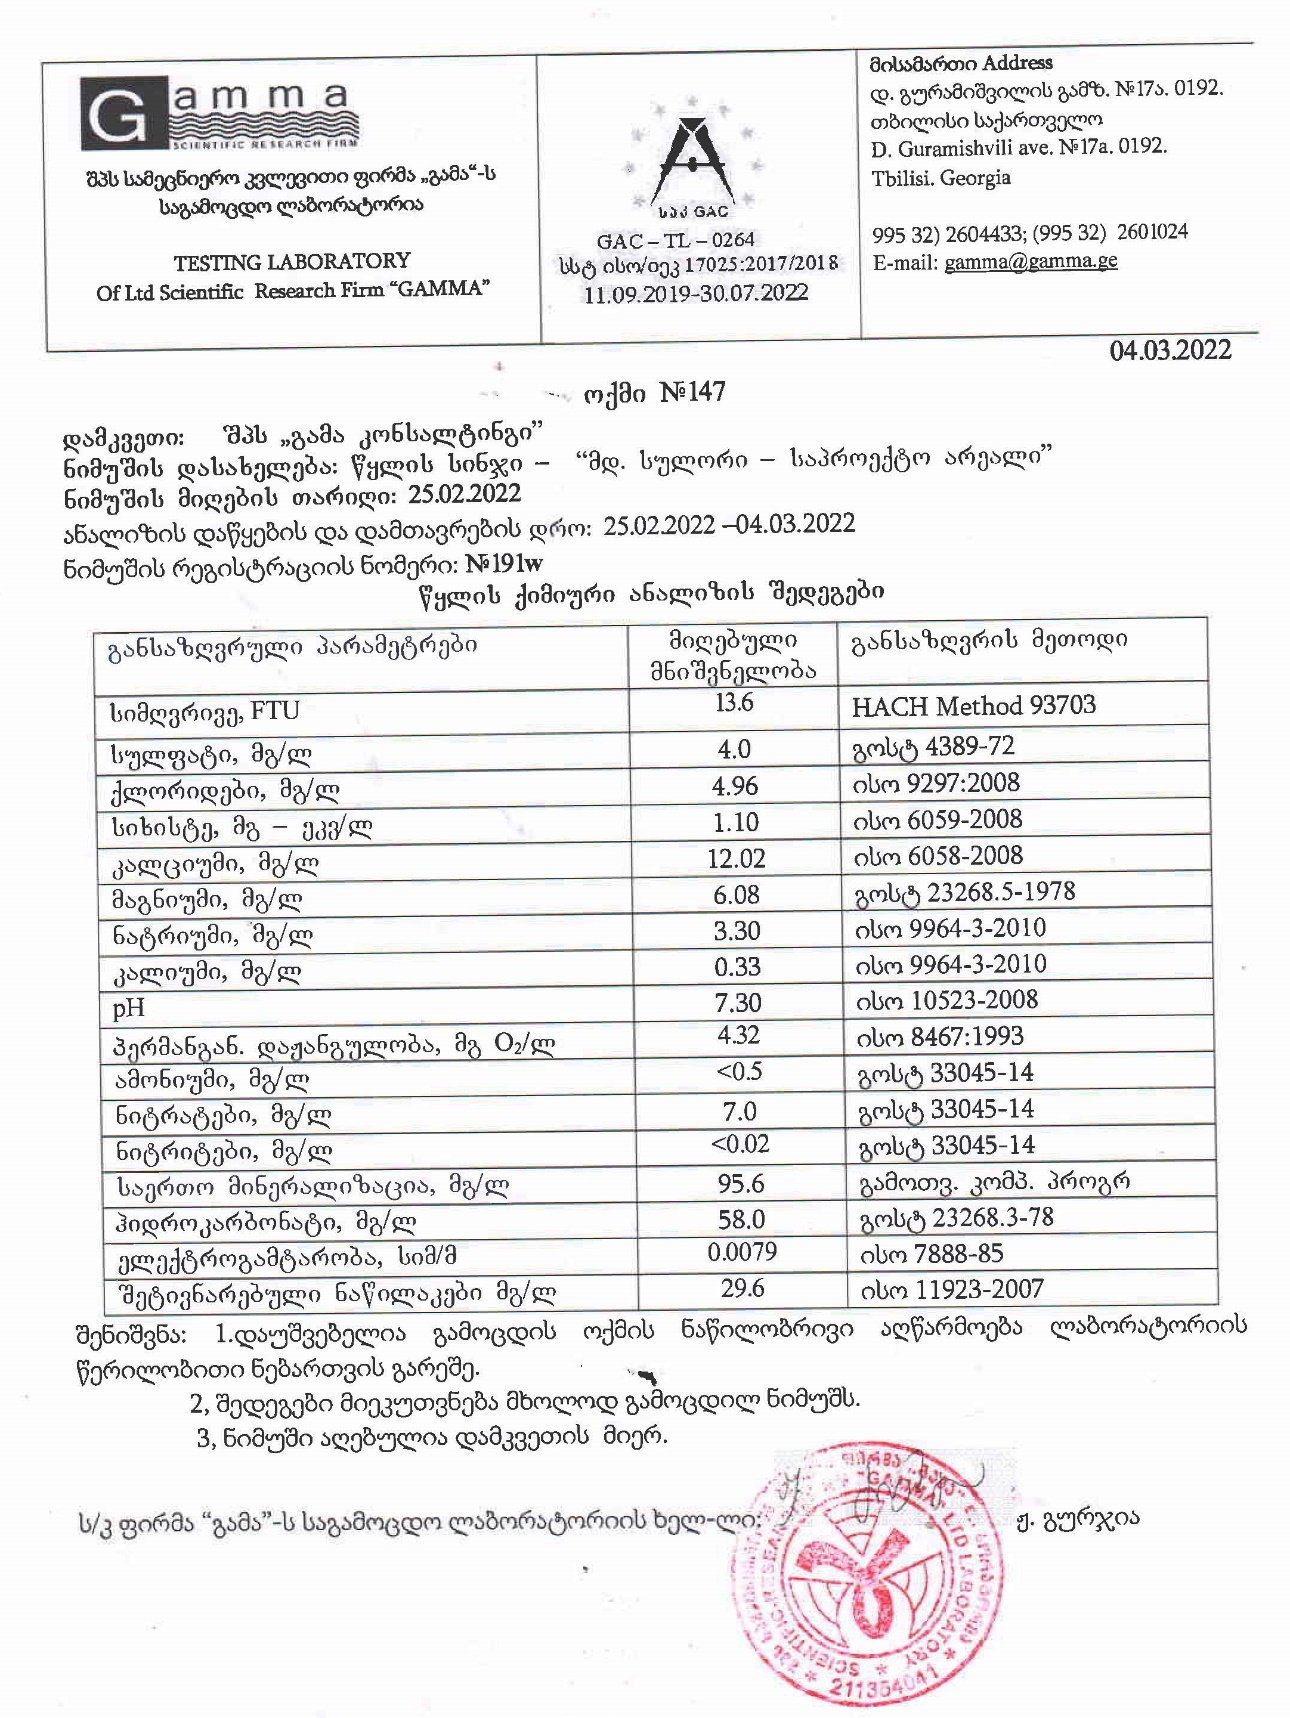 Gamma
SCIENTIFIC RESEARCH FIRM
შპს სამეცნიერო კვლევითი ფირმა „გამა“-ს
საგამოცდო ლაბორატორია
TESTING LABORATORY
Of Ltd Scientific Research Firm “GAMMA”
საკ GAC
GAC – TL – 0264
სსტ ისო/იეკ 17025:2017/2018
11.09.2019-30.07.2022
მისამართი Address
დ. გურამიშვილის გამზ. №17ა. 0192.
თბილისი საქართველო
D. Guramishvili ave. №17a. 0192.
Tbilisi. Georgia
995 32) 2604433; (995 32) 2601024
E-mail: gamma@gamma.ge
04.03.2022
ოქმი №147
დამკვეთი: შპს „გამა კონსალტინგი”
ნიმუშის დასახელება: წყლის სინჯი – “მდ. სულორი – საპროექტო არეალი”
ნიმუშის მიღების თარიღი: 25.02.2022
ანალიზის დაწყების და დამთავრების დრო: 25.02.2022 –04.03.2022
ნიმუშის რეგისტრაციის ნომერი: №191w
წყლის ქიმიური ანალიზის შედეგები
განსაზღვრული პარამეტრები მიღებული მნიშვნელობა განსაზღვრის მეთოდი
სიმღვრივე, FTU 13.6 HACH Method 93703
სულფატი, მგ/ლ 4.0 გოსტ 4389-72
ქლორიდები, მგ/ლ 4.96 ისო 9297:2008
სიხისტე, მგ – ეკვ/ლ 1.10 ისო 6059-2008
კალციუმი, მგ/ლ 12.02 ისო 6058-2008
მაგნიუმი, მგ/ლ 6.08 გოსტ 23268.5-1978
ნატრიუმი, მგ/ლ 3.30 ისო 9964-3-2010
კალიუმი, მგ/ლ 0.33 ისო 9964-3-2010
pH 7.30 ისო 10523-2008
პერმანგან. დაჟანგულობა, მგ O₂/ლ 4.32 ისო 8467:1993
ამონიუმი, მგ/ლ <0.5 გოსტ 33045-14
ნიტრატები, მგ/ლ 7.0 გოსტ 33045-14
ნიტრიტები, მგ/ლ <0.02 გოსტ 33045-14
საერთო მინერალიზაცია, მგ/ლ 95.6 გამოთვ. კომპ. პროგრ
ჰიდროკარბონატი, მგ/ლ 58.0 გოსტ 23268.3-78
ელექტროგამტარობა, სიმ/მ 0.0079 ისო 7888-85
შეტივნარებული ნაწილაკები მგ/ლ 29.6 ისო 11923-2007
შენიშვნა: 1.დაუშვებელია გამოცდის ოქმის ნაწილობრივი აღწარმოება ლაბორატორიის
წერილობითი ნებართვის გარეშე.
2, შედეგები მიეკუთვნება მხოლოდ გამოცდილ ნიმუშს.
3, ნიმუში აღებულია დამკვეთის მიერ.
ს/კ ფირმა “გამა”-ს საგამოცდო ლაბორატორიის ხელ-ლი: ჟ. გურჯია
SCIENTIFIC-RESEARCH "GAMMA" LTD LABORATORY
211354041